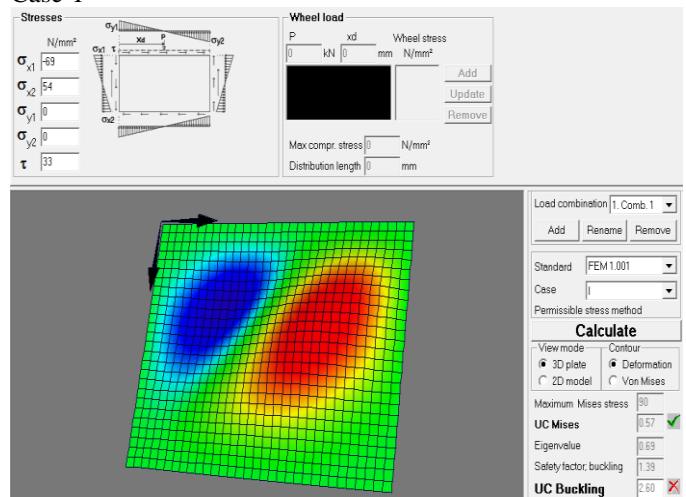 Case 1
Stresses
N/mm²
σx1 -69
σx2 54
σy1 0
σy2 0
τ 33
σy1
xd
P
σy2
σx1
τ
σx2
Wheel load
P xd Wheel stress
0 kN 0 mm N/mm²
Add
Update
Remove
Max compr. stress 0 N/mm²
Distribution length 0 mm
Load combination 1. Comb. 1
Add Rename Remove
Standard FEM 1.001
Case I
Permissible stress method
Calculate
View mode Contour
3D plate Deformation
2D model Von Mises
Maximum Mises stress 90
UC Mises 0.57
Eigenvalue 0.69
Safety factor, buckling 1.39
UC Buckling 2.60